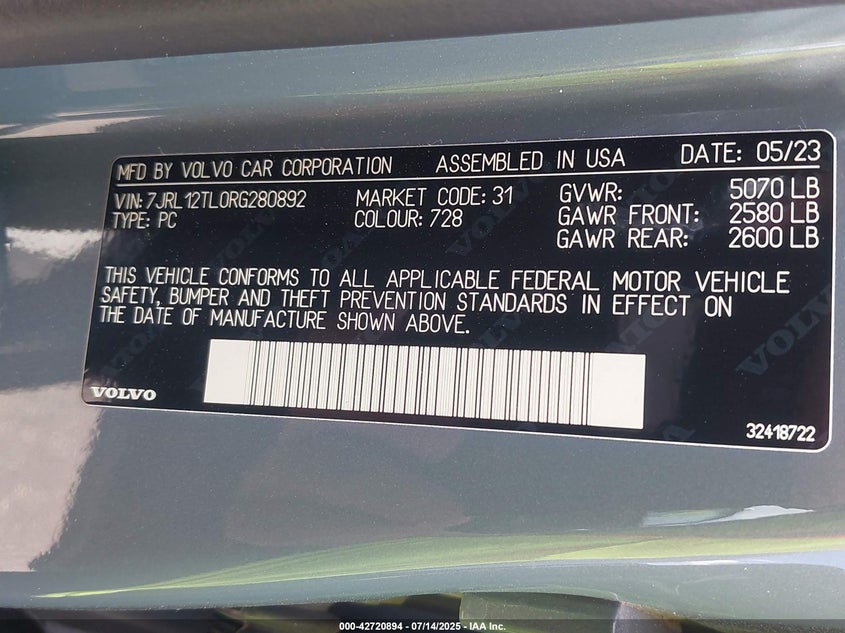 MFD BY VOLVO CAR CORPORATION ASSEMBLED IN USA DATE: 05/23
VIN: 7JRL12TL0RG280892 MARKET CODE: 31 GVWR: 5070 LB
TYPE: PC COLOUR: 728 GAWR FRONT: 2580 LB
GAWR REAR: 2600 LB
THIS VEHICLE CONFORMS TO ALL APPLICABLE FEDERAL MOTOR VEHICLE
SAFETY, BUMPER AND THEFT PREVENTION STANDARDS IN EFFECT ON
THE DATE OF MANUFACTURE SHOWN ABOVE.
VOLVO
32418722
000-42720894 - 07/14/2025 - IAA Inc.